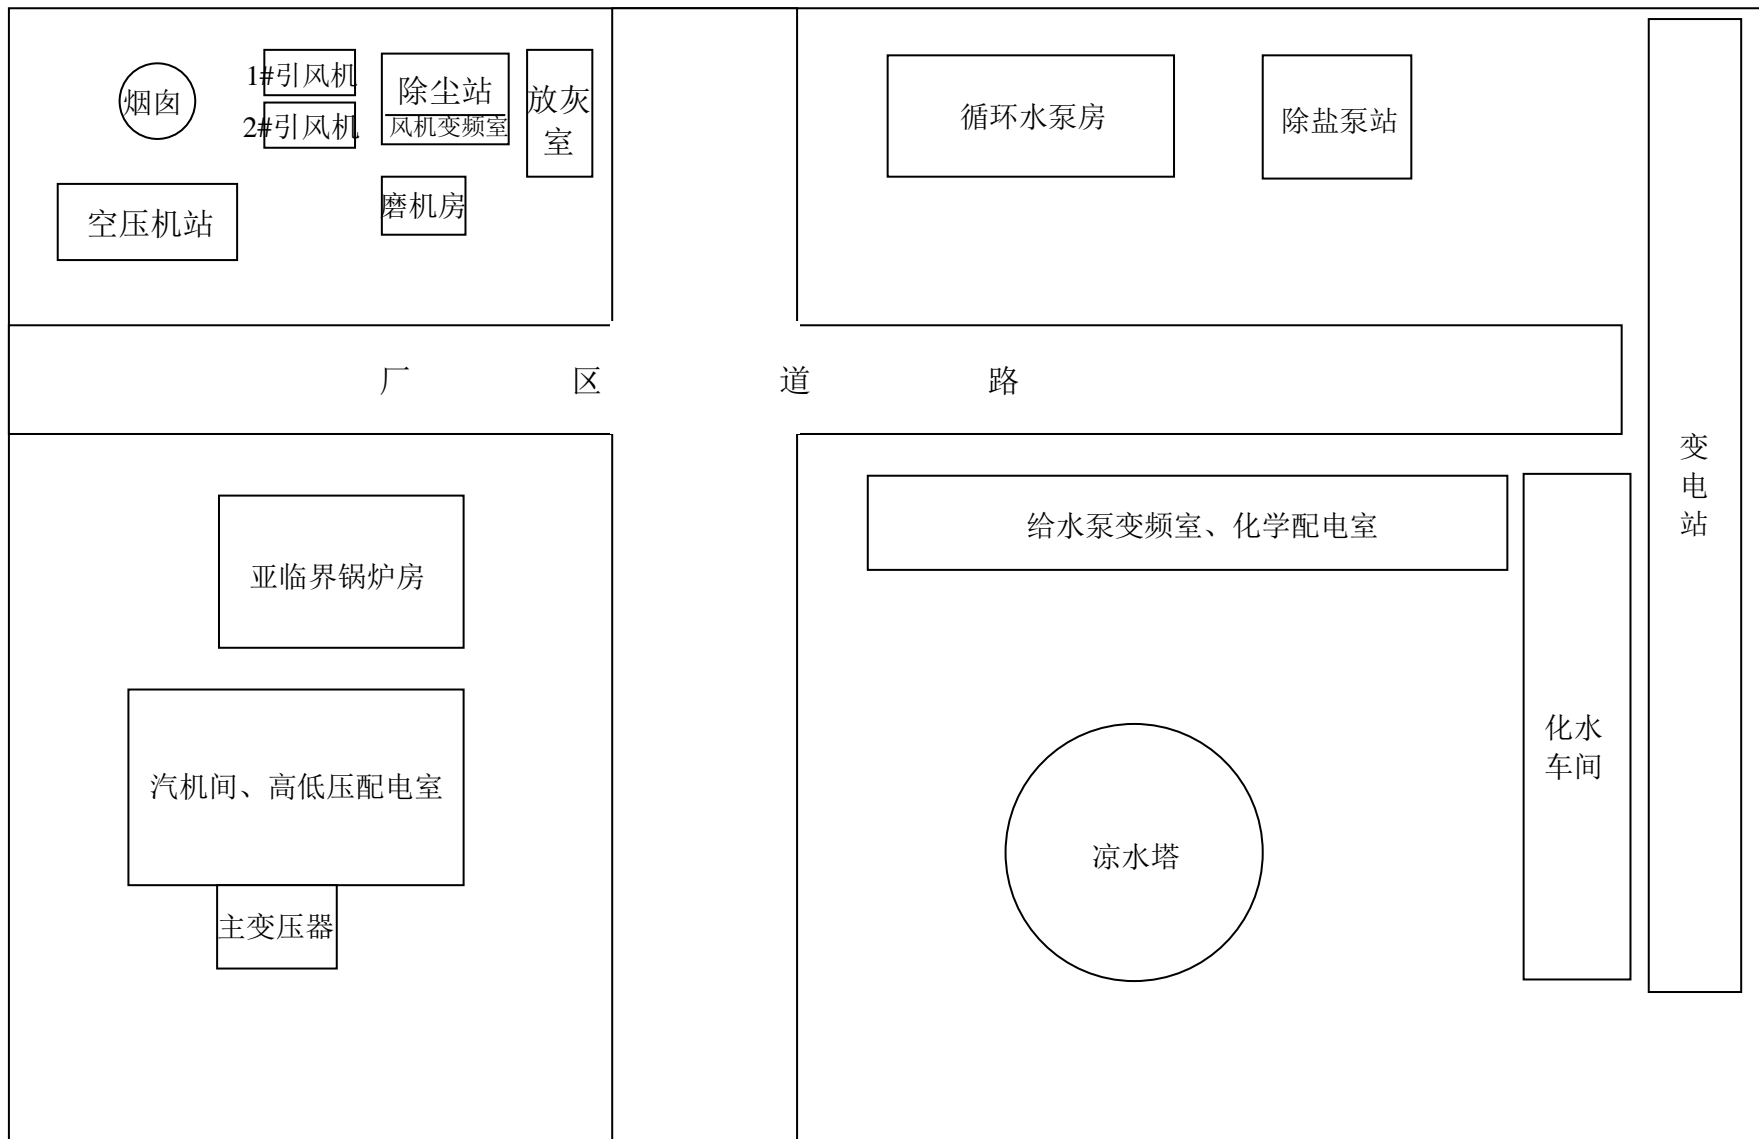 烟囱
1#引风机
2#引风机
除尘站
风机变频室
放灰
室
空压机站
磨机房
循环水泵房
除盐泵站
厂 区 道 路
变
电
站
亚临界锅炉房
给水泵变频室、化学配电室
汽机间、高低压配电室
主变压器
凉水塔
化水
车间